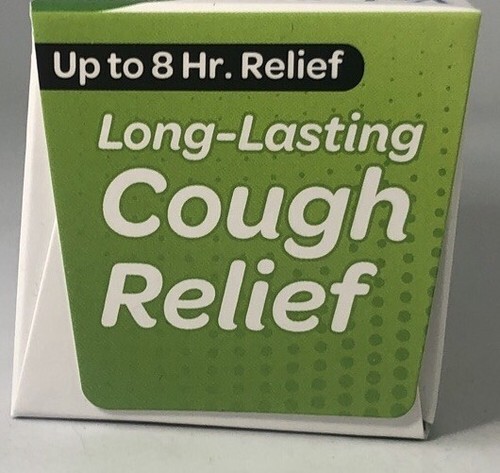 Up to 8 Hr. Relief
Long-Lasting
Cough
Relief